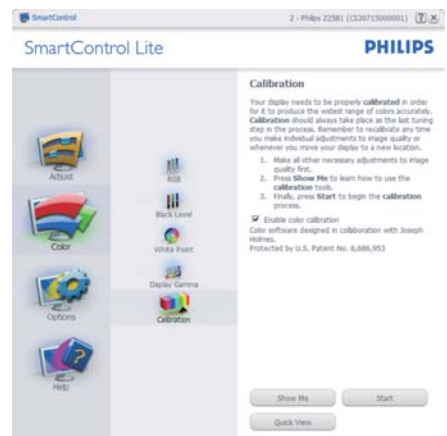 SmartControl
2 - Philips 225B1 (CS30715000001)
SmartControl Lite
PHILIPS
Adjust
Color
Options
Help
RGB
Black Level
White Point
Display Gamma
Calibration
Calibration
Your display needs to be properly calibrated in order
for it to produce the widest range of colors accurately.
Calibration should always take place as the last tuning
step in the process. Remember to recalibrate any time
you make individual adjustments to image quality or
whenever you move your display to a new location.
1. Make all other necessary adjustments to image
quality first.
2. Press Show Me to learn how to use the
calibration tools.
3. Finally, press Start to begin the calibration
process.
Enable color calibration
Color software designed in collaboration with Joseph
Holmes.
Protected by U.S. Patent No. 6,686,953
Show Me
Start
Quick View